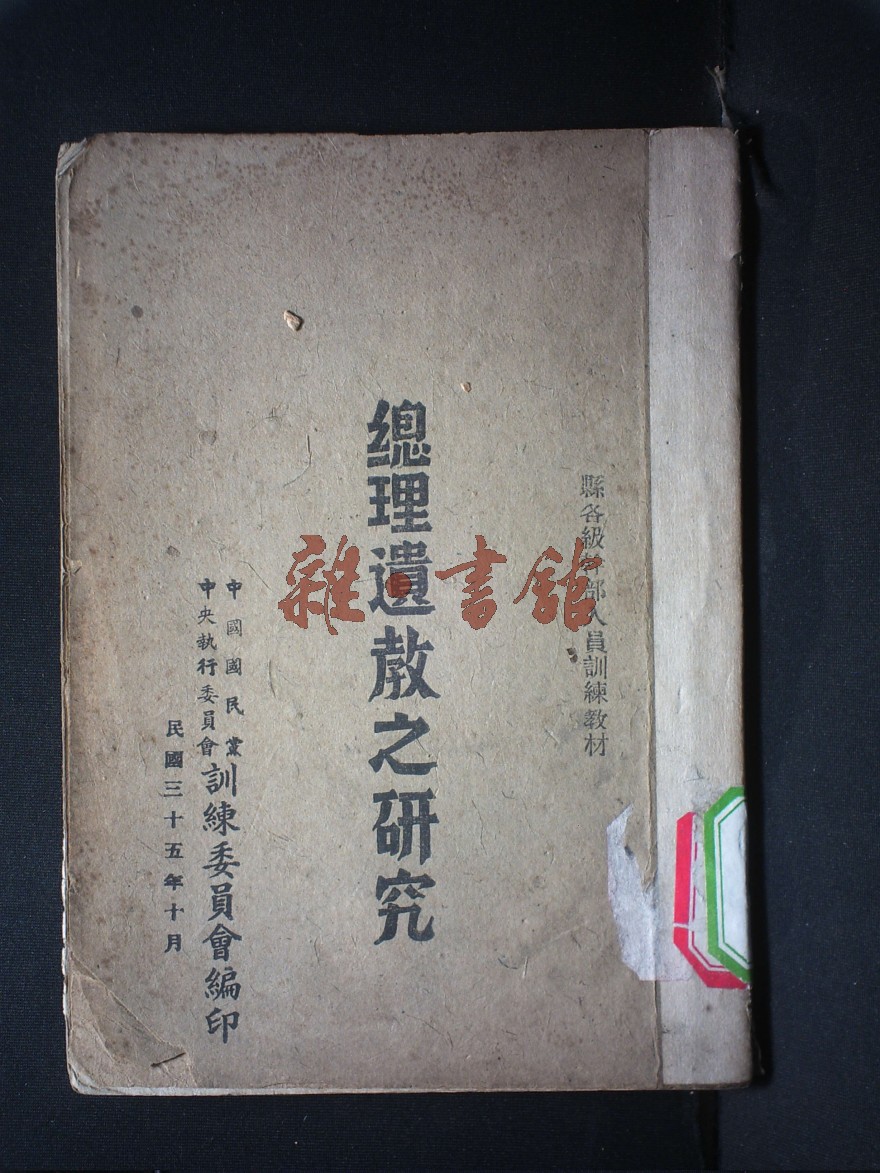 縣各級幹部人員訓練教材
總理遺教之研究
中國國民黨
中央執行委員會
訓練委員會編印
民國三十五年十月
雜·書館